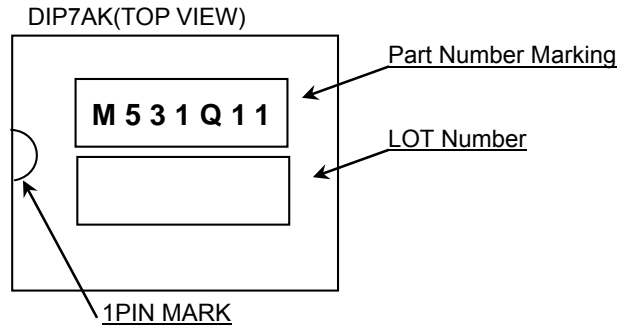 DIP7AK(TOP VIEW)
Part Number Marking
M 5 3 1 Q 1 1
LOT Number
1PIN MARK